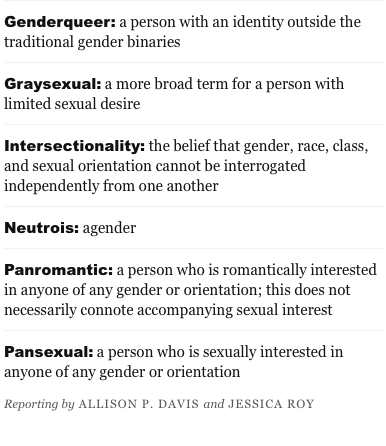 Genderqueer: a person with an identity outside the
traditional gender binaries
Graysexual: a more broad term for a person with
limited sexual desire
Intersectionality: the belief that gender, race, class,
and sexual orientation cannot be interrogated
independently from one another
Neutrois: agender
Panromantic: a person who is romantically interested
in anyone of any gender or orientation; this does not
necessarily connote accompanying sexual interest
Pansexual: a person who is sexually interested in
anyone of any gender or orientation
Reporting by ALLISON P. DAVIS and JESSICA ROY